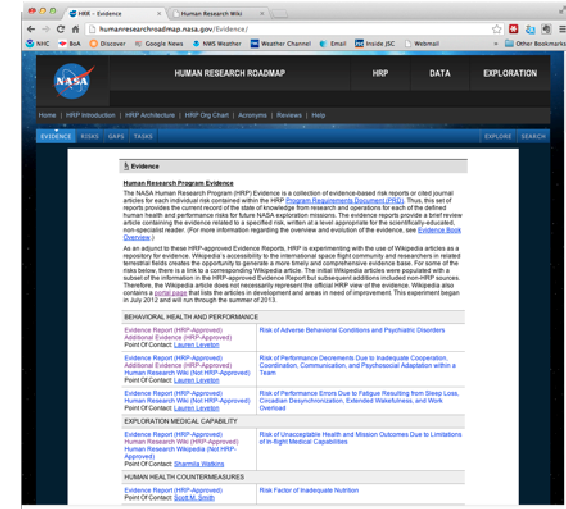 HRR - Evidence
Human Research Wiki
humanresearchroadmap.nasa.gov/Evidence/
NHC BoA Discover Google News NWS Weather Weather Channel Email Inside JSC Webmail Other Bookmarks
NASA
HUMAN RESEARCH ROADMAP HRP DATA EXPLORATION
Home | HRP Introduction | HRP Architecture | HRP Org Chart | Acronyms | Reviews | Help
EVIDENCE RISKS GAPS TASKS EXPLORE SEARCH
Evidence
Human Research Program Evidence
The NASA Human Research Program (HRP) Evidence is a collection of evidence-based risk reports or cited journal
articles for each individual risk contained within the HRP Program Requirements Document (PRD). Thus, this set of
reports provides the current record of the state of knowledge from research and operations for each of the defined
human health and performance risks for future NASA exploration missions. The evidence reports provide a brief review
article containing the evidence related to a specified risk, written at a level appropriate for the scientifically-educated,
non-specialist reader. (For more information regarding the overview and evolution of the evidence, see Evidence Book
Overview.)
As an adjunct to these HRP-approved Evidence Reports, HRP is experimenting with the use of Wikipedia articles as a
repository for evidence. Wikipedia's accessibility to the international space flight community and researchers in related
terrestrial fields creates the opportunity to generate a more timely and comprehensive evidence base. For some of the
risks below, there is a link to a corresponding Wikipedia article. The initial Wikipedia articles were populated with a
subset of the information in the HRP-approved Evidence Report but subsequent additions included non-HRP sources.
Therefore, the Wikipedia article does not necessarily represent the official HRP view of the evidence. Wikipedia also
contains a portal page that lists the articles in development and areas in need of improvement. This experiment began
in July 2012 and will run through the summer of 2013.
BEHAVIORAL HEALTH AND PERFORMANCE
Evidence Report (HRP-Approved)
Additional Evidence (HRP-Approved)
Point Of Contact: Lauren Leveton
Risk of Adverse Behavioral Conditions and Psychiatric Disorders
Evidence Report (HRP-Approved)
Additional Evidence (HRP-Approved)
Human Research Wiki (Not HRP-Approved)
Point Of Contact: Lauren Leveton
Risk of Performance Decrements Due to Inadequate Cooperation,
Coordination, Communication, and Psychosocial Adaptation within a
Team
Evidence Report (HRP-Approved)
Human Research Wiki (Not HRP-Approved)
Point Of Contact: Lauren Leveton
Risk of Performance Errors Due to Fatigue Resulting from Sleep Loss,
Circadian Desynchronization, Extended Wakefulness, and Work
Overload
EXPLORATION MEDICAL CAPABILITY
Evidence Report (HRP-Approved)
Human Research Wiki (HRP-Approved)
Human Research Wikipedia (Not HRP-
Approved)
Point Of Contact: Sharmila Watkins
Risk of Unacceptable Health and Mission Outcomes Due to Limitations
of In-flight Medical Capabilities
HUMAN HEALTH COUNTERMEASURES
Evidence Report (HRP-Approved)
Point Of Contact: Scott M. Smith
Risk Factor of Inadequate Nutrition